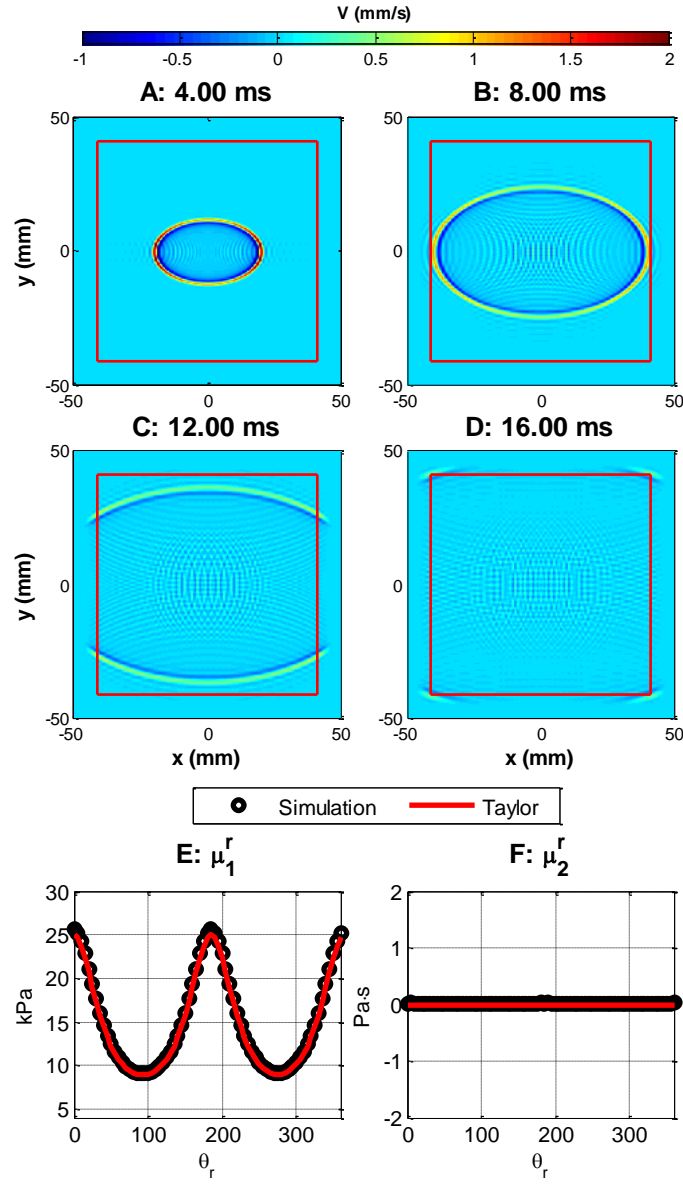 V (mm/s)
-1 -0.5 0 0.5 1 1.5 2
A: 4.00 ms B: 8.00 ms
50 50
y (mm) 0 0
-50 -50
-50 0 50 -50 0 50
C: 12.00 ms D: 16.00 ms
50 50
y (mm) 0 0
-50 -50
-50 0 50 -50 0 50
x (mm) x (mm)
Simulation Taylor
E: μ₁ʳ F: μ₂ʳ
30 2
25 1
20
kPa 15 Pa·s 0
10 -1
5 -2
0 100 200 300 0 100 200 300
θᵣ θᵣ